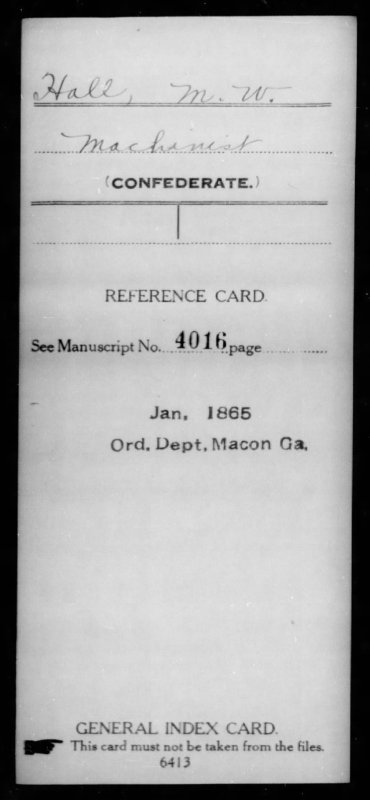 Hall, M. W.
Machanist
(CONFEDERATE.)
REFERENCE CARD.
See Manuscript No. 4016 page
Jan. 1865
Ord. Dept, Macon Ga.
GENERAL INDEX CARD.
This card must not be taken from the files.
6413